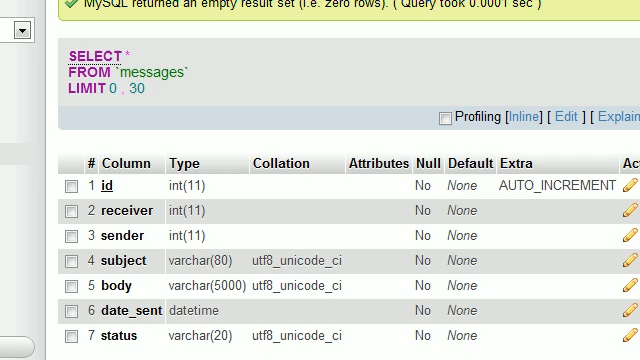 MySQL returned an empty result set (i.e. zero rows). ( Query took 0.0001 sec )
SELECT *
FROM `messages`
LIMIT 0 , 30
Profiling [Inline] [ Edit ] [ Explain
# Column Type Collation Attributes Null Default Extra
1 id int(11) No None AUTO_INCREMENT
2 receiver int(11) No None
3 sender int(11) No None
4 subject varchar(80) utf8_unicode_ci No None
5 body varchar(5000) utf8_unicode_ci No None
6 date_sent datetime No None
7 status varchar(20) utf8_unicode_ci No None